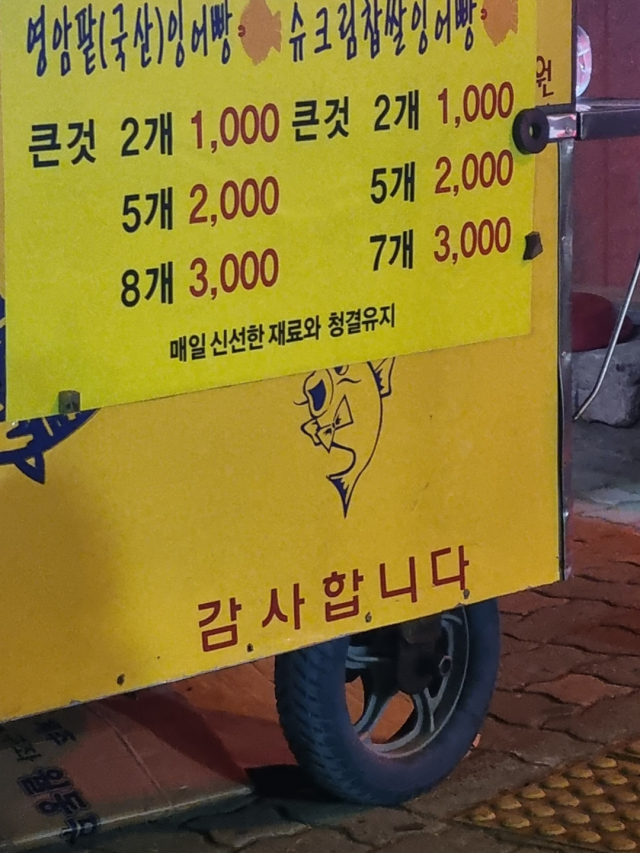 영암팥(국산)잉어빵 슈크림찹쌀잉어빵
원
큰것 2개 1,000 큰것 2개 1,000
5개 2,000 5개 2,000
8개 3,000 7개 3,000
매일 신선한 재료와 청결유지
감사합니다